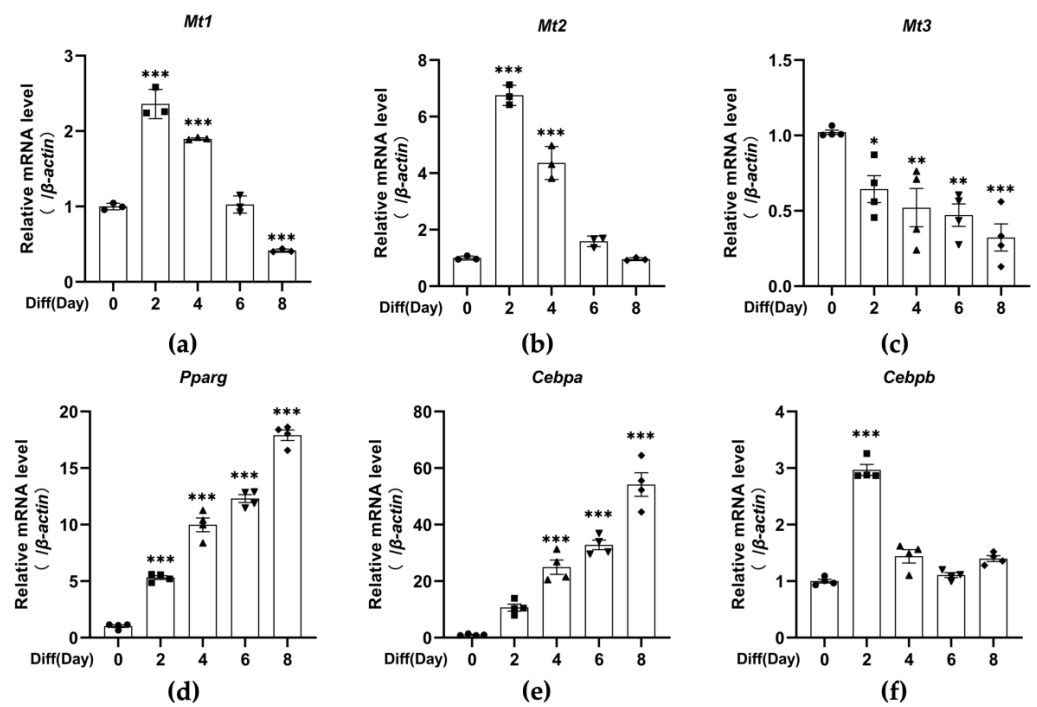 Mt1
Relative mRNA level
( /β-actin)
3
2
1
0
***
***
***
Diff(Day) 0 2 4 6 8
(a)
Mt2
Relative mRNA level
( /β-actin)
8
6
4
2
0
***
***
Diff(Day) 0 2 4 6 8
(b)
Mt3
Relative mRNA level
( /β-actin)
1.5
1.0
0.5
0.0
*
**
**
***
Diff(Day) 0 2 4 6 8
(c)
Pparg
Relative mRNA level
( /β-actin)
20
15
10
5
0
***
***
***
***
Diff(Day) 0 2 4 6 8
(d)
Cebpa
Relative mRNA level
( /β-actin)
80
60
40
20
0
***
***
***
Diff(Day) 0 2 4 6 8
(e)
Cebpb
Relative mRNA level
( /β-actin)
4
3
2
1
0
***
Diff(Day) 0 2 4 6 8
(f)